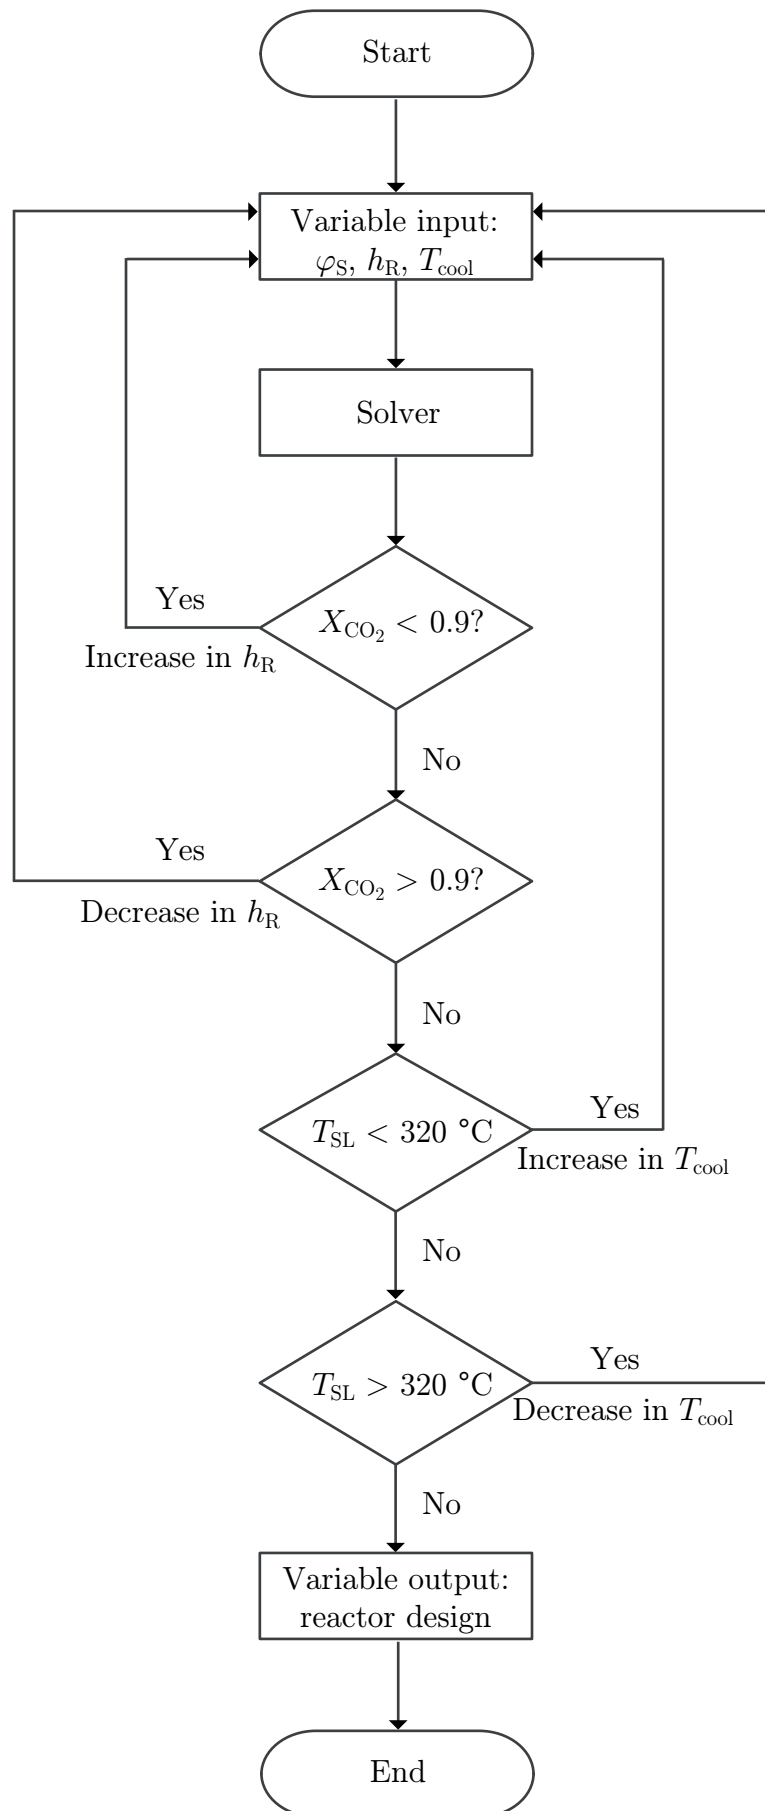 Start
Variable input:
φS, hR, Tcool
Solver
Yes
XCO2 < 0.9?
Increase in hR
No
Yes
XCO2 > 0.9?
Decrease in hR
No
Yes
TSL < 320 °C
Increase in Tcool
No
Yes
TSL > 320 °C
Decrease in Tcool
No
Variable output:
reactor design
End